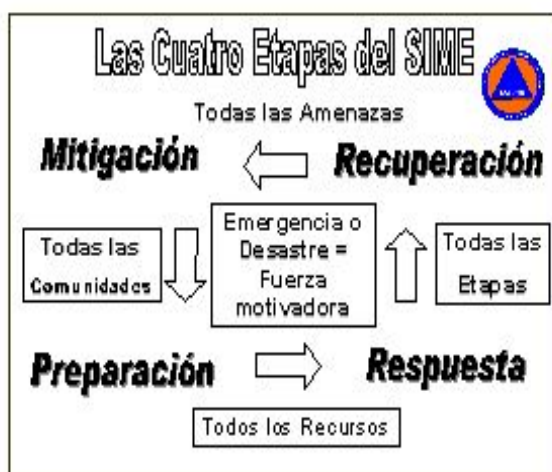 Las Cuatro Etapas del SIME
Todas las Amenazas
Mitigación
Recuperación
Todas las
Comunidades
Emergencia o
Desastre =
Fuerza
motivadora
Todas las
Etapas
Preparación
Respuesta
Todos los Recursos